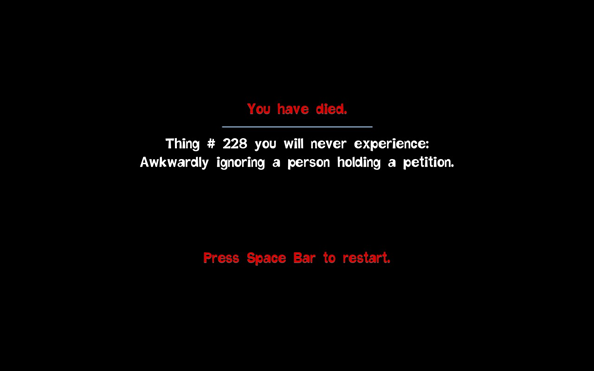 You have died.
Thing # 228 you will never experience:
Awkwardly ignoring a person holding a petition.
Press Space Bar to restart.